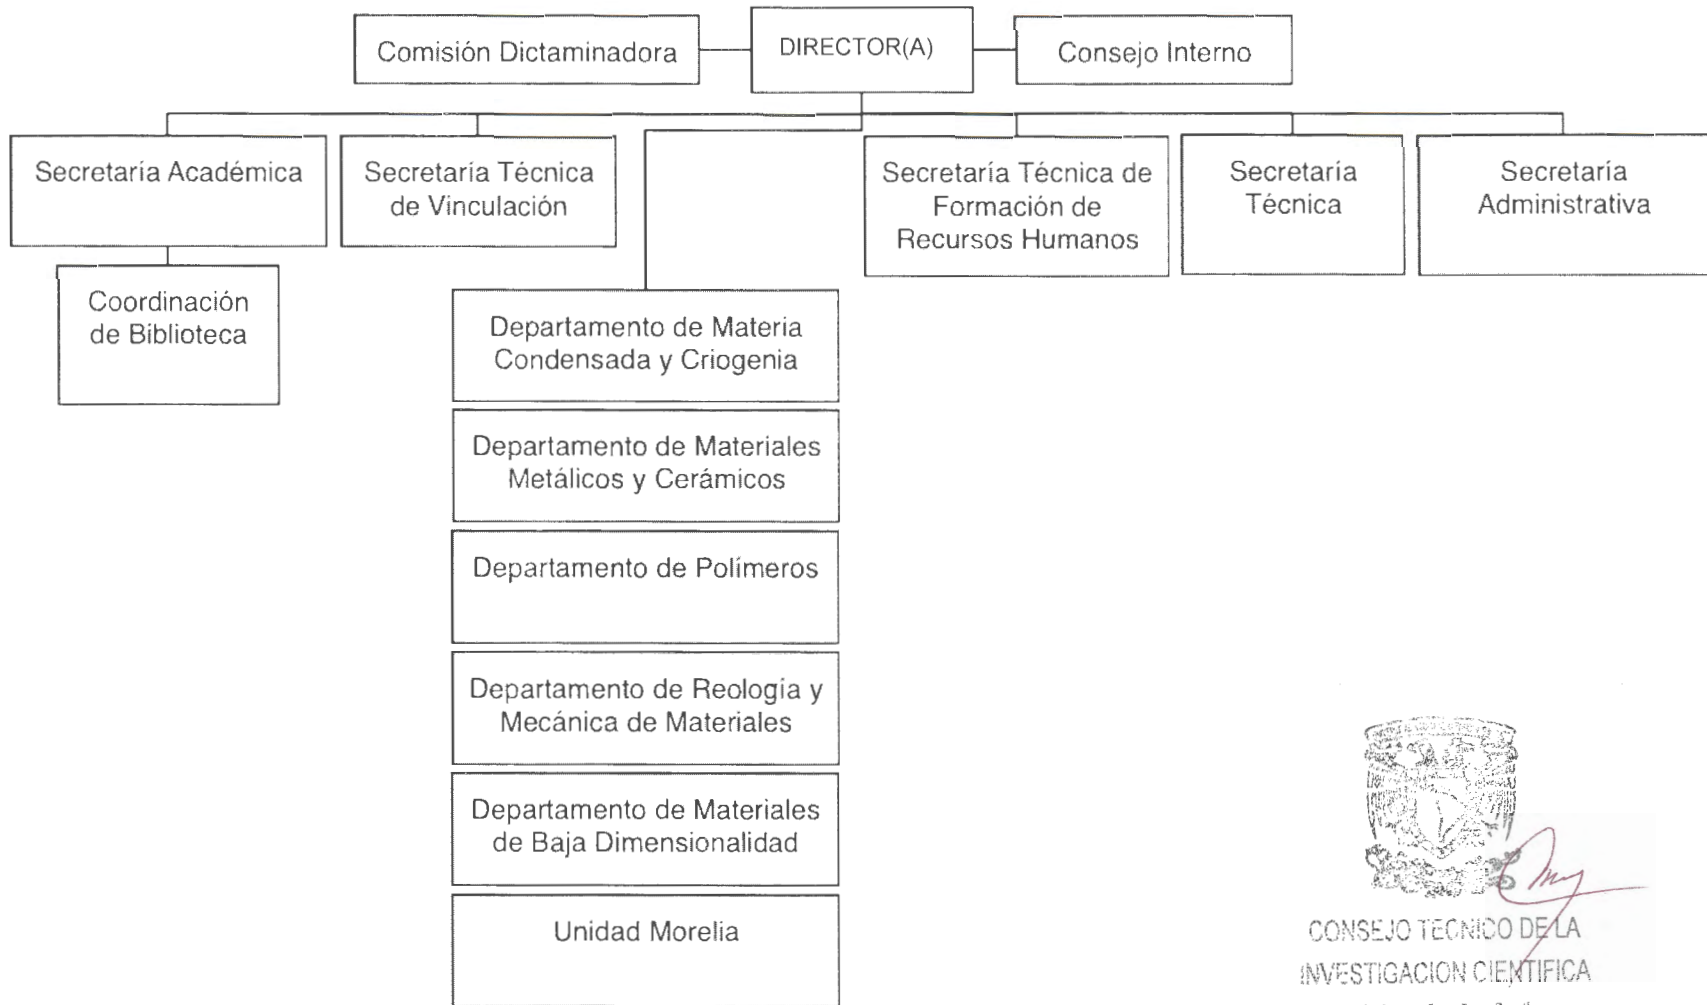 Comisión Dictaminadora
DIRECTOR(A)
Consejo Interno
Secretaría Académica
Secretaría Técnica
de Vinculación
Secretaría Técnica de
Formación de
Recursos Humanos
Secretaría
Técnica
Secretaría
Administrativa
Coordinación
de Biblioteca
Departamento de Materia
Condensada y Criogenia
Departamento de Materiales
Metálicos y Cerámicos
Departamento de Polímeros
Departamento de Reología y
Mecánica de Materiales
Departamento de Materiales
de Baja Dimensionalidad
Unidad Morelia
CONSEJO TECNICO DE LA
INVESTIGACION CIENTIFICA